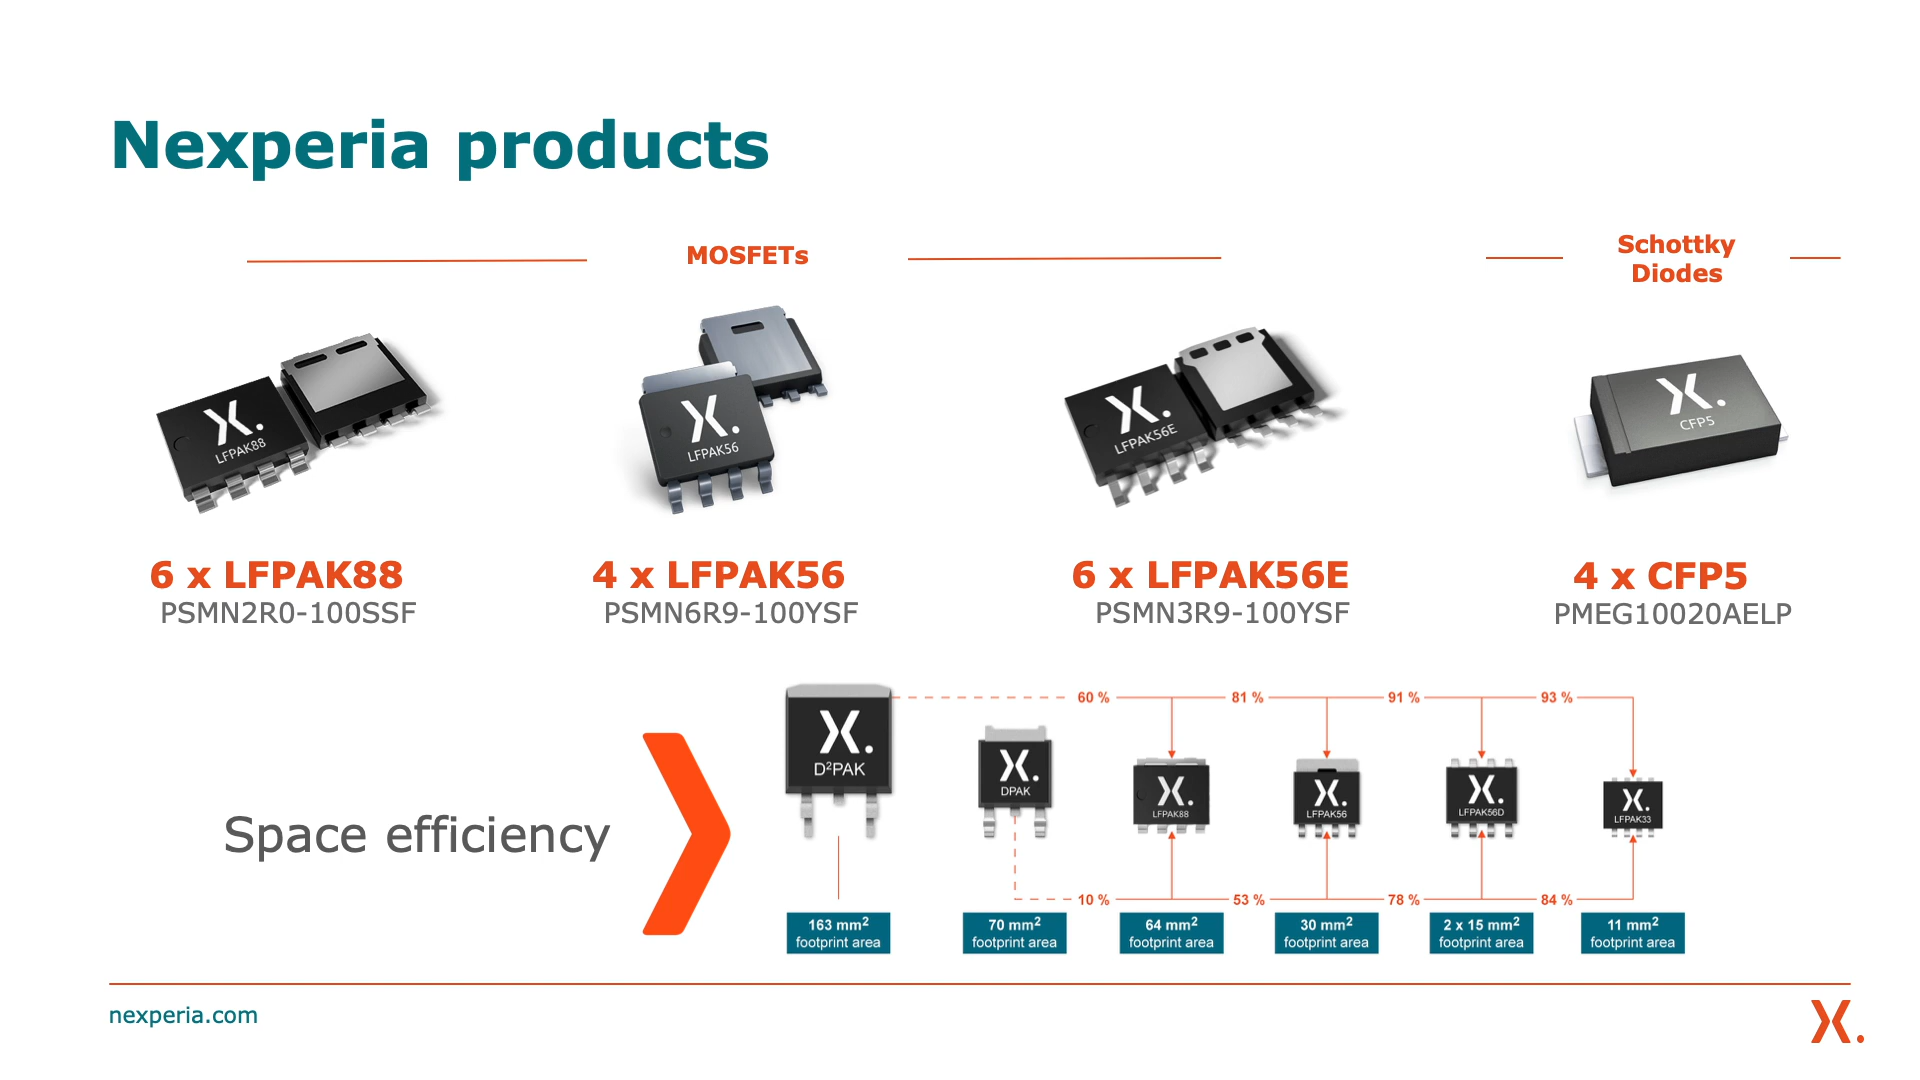 Nexperia products
MOSFETs
Schottky
Diodes
LFPAK88
LFPAK56
LFPAK56E
CFP5
6 x LFPAK88
PSMN2R0-100SSF
4 x LFPAK56
PSMN6R9-100YSF
6 x LFPAK56E
PSMN3R9-100YSF
4 x CFP5
PMEG10020AELP
Space efficiency
60 %
81 %
91 %
93 %
D²PAK
DPAK
LFPAK88
LFPAK56
LFPAK56D
LFPAK33
10 %
53 %
78 %
84 %
163 mm²
footprint area
70 mm²
footprint area
64 mm²
footprint area
30 mm²
footprint area
2 x 15 mm²
footprint area
11 mm²
footprint area
nexperia.com